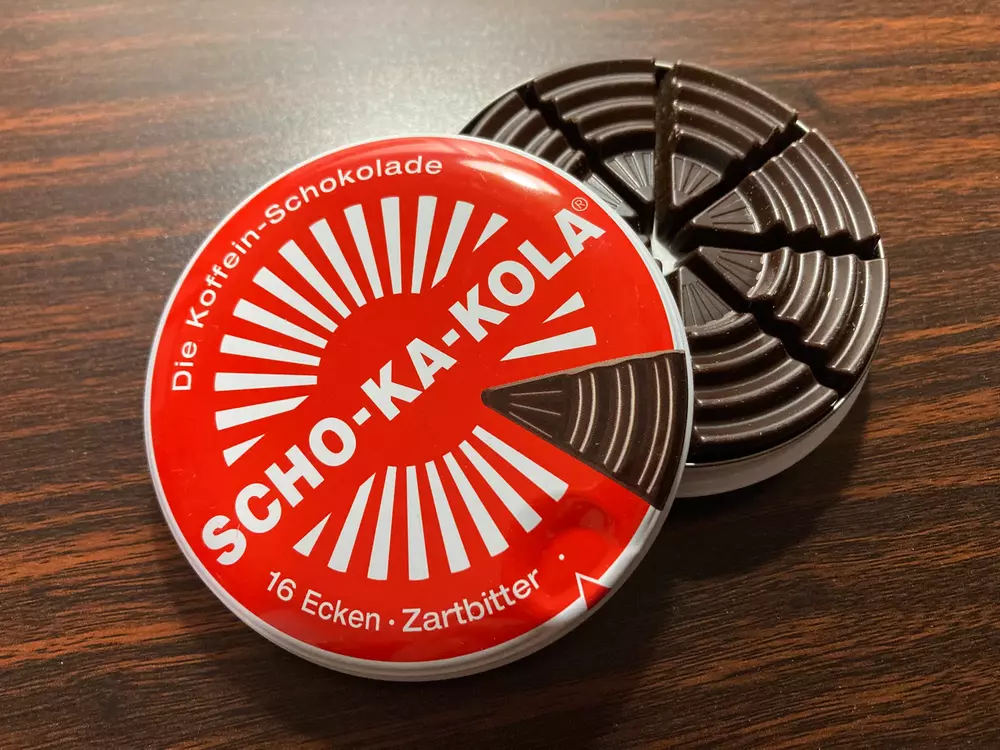 Die Koffein-Schokolade
SCHO-KA-KOLA®
16 Ecken · Zartbitter ·